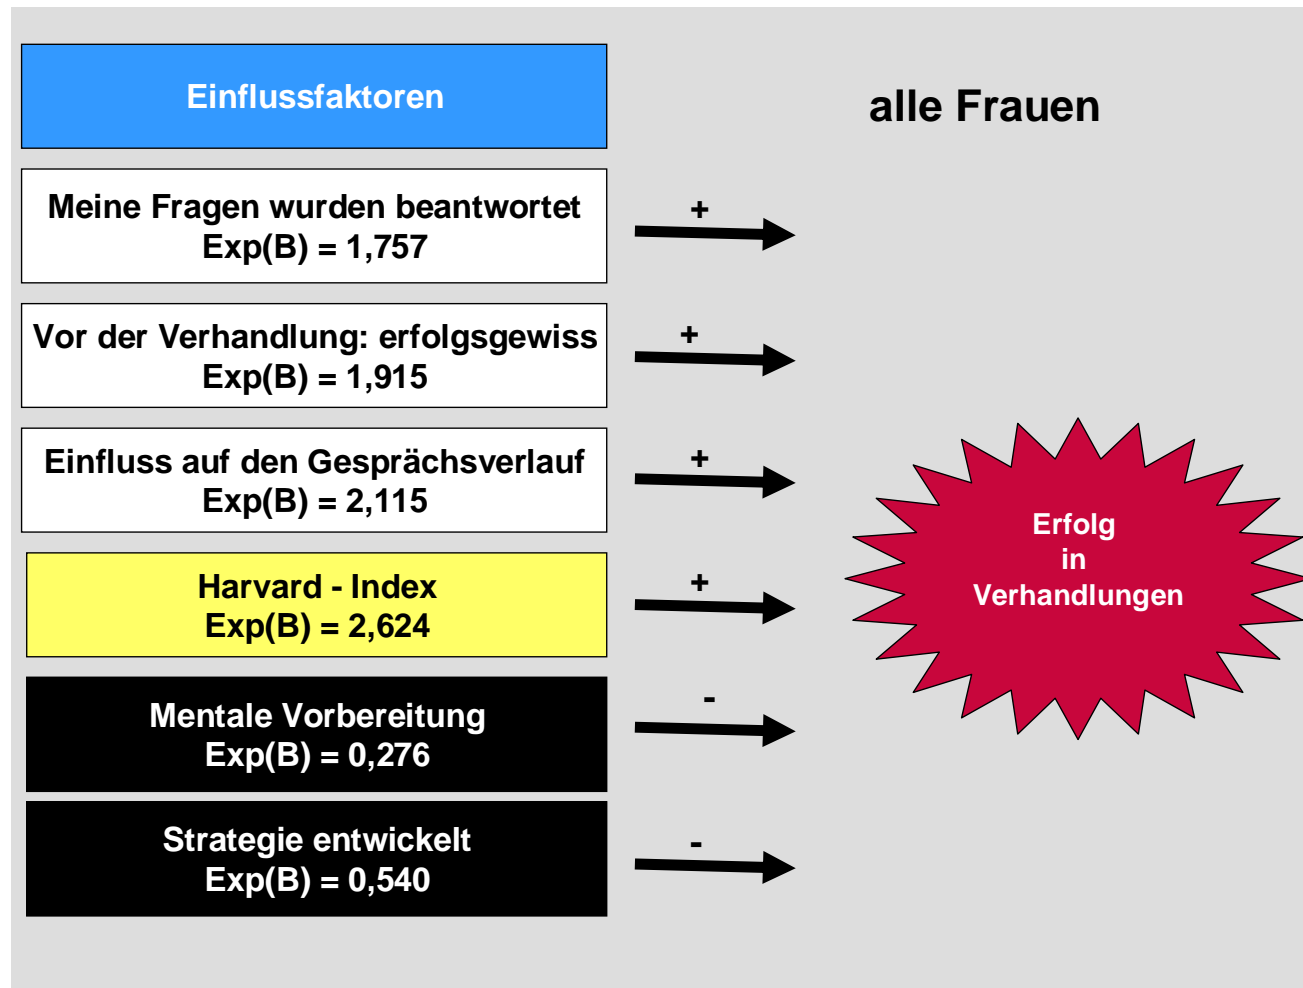 Einflussfaktoren
alle Frauen
Meine Fragen wurden beantwortet
Exp(B) = 1,757
+
Vor der Verhandlung: erfolgsgewiss
Exp(B) = 1,915
+
Einfluss auf den Gesprächsverlauf
Exp(B) = 2,115
+
Harvard - Index
Exp(B) = 2,624
+
Mentale Vorbereitung
Exp(B) = 0,276
-
Strategie entwickelt
Exp(B) = 0,540
-
Erfolg
in
Verhandlungen